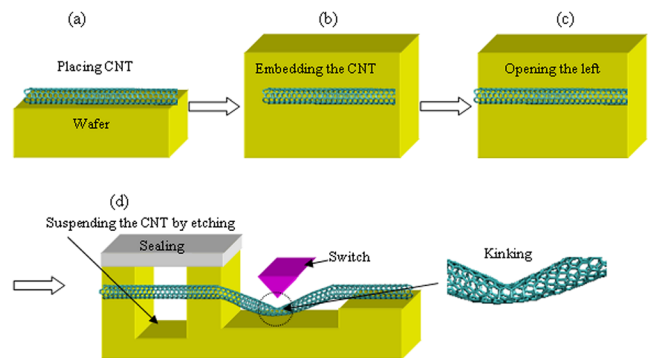 (a)
(b)
(c)
Placing CNT
Embedding the CNT
Opening the left
Wafer
(d)
Suspending the CNT by etching
Sealing
Switch
Kinking